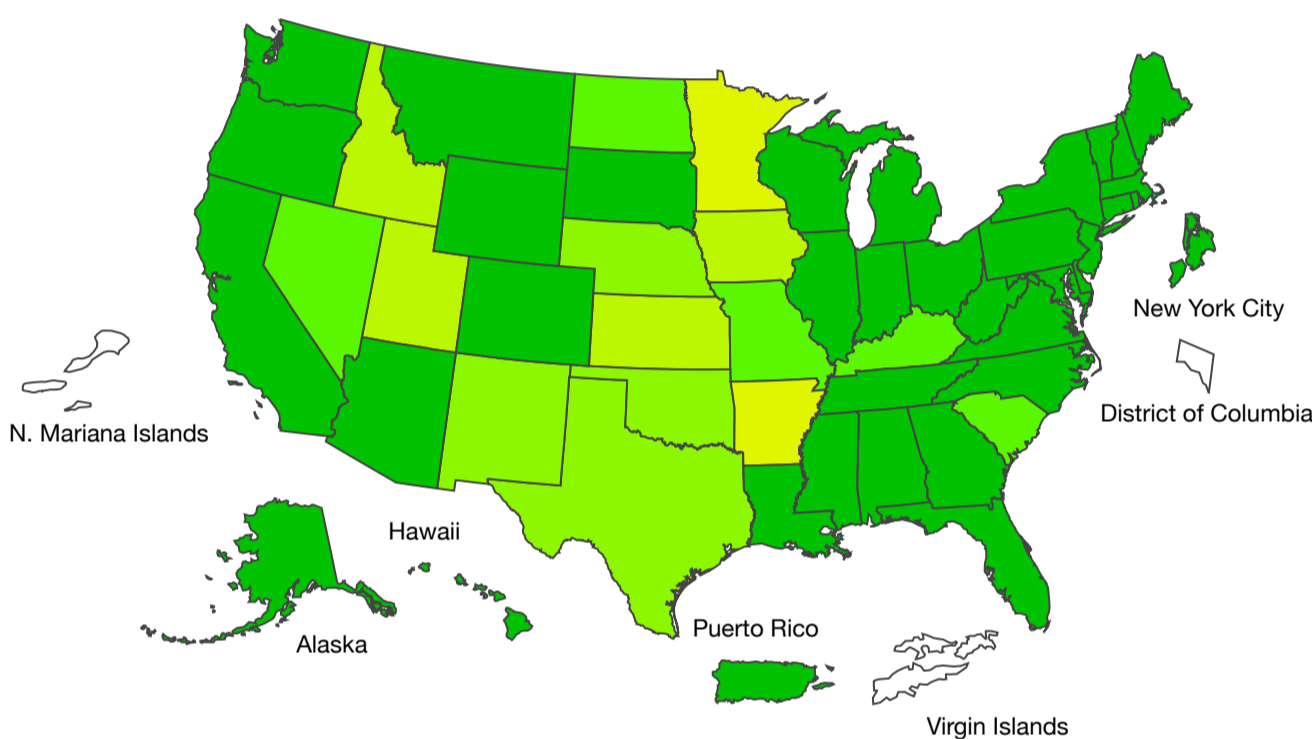 New York City
District of Columbia
N. Mariana Islands
Hawaii
Alaska
Puerto Rico
Virgin Islands